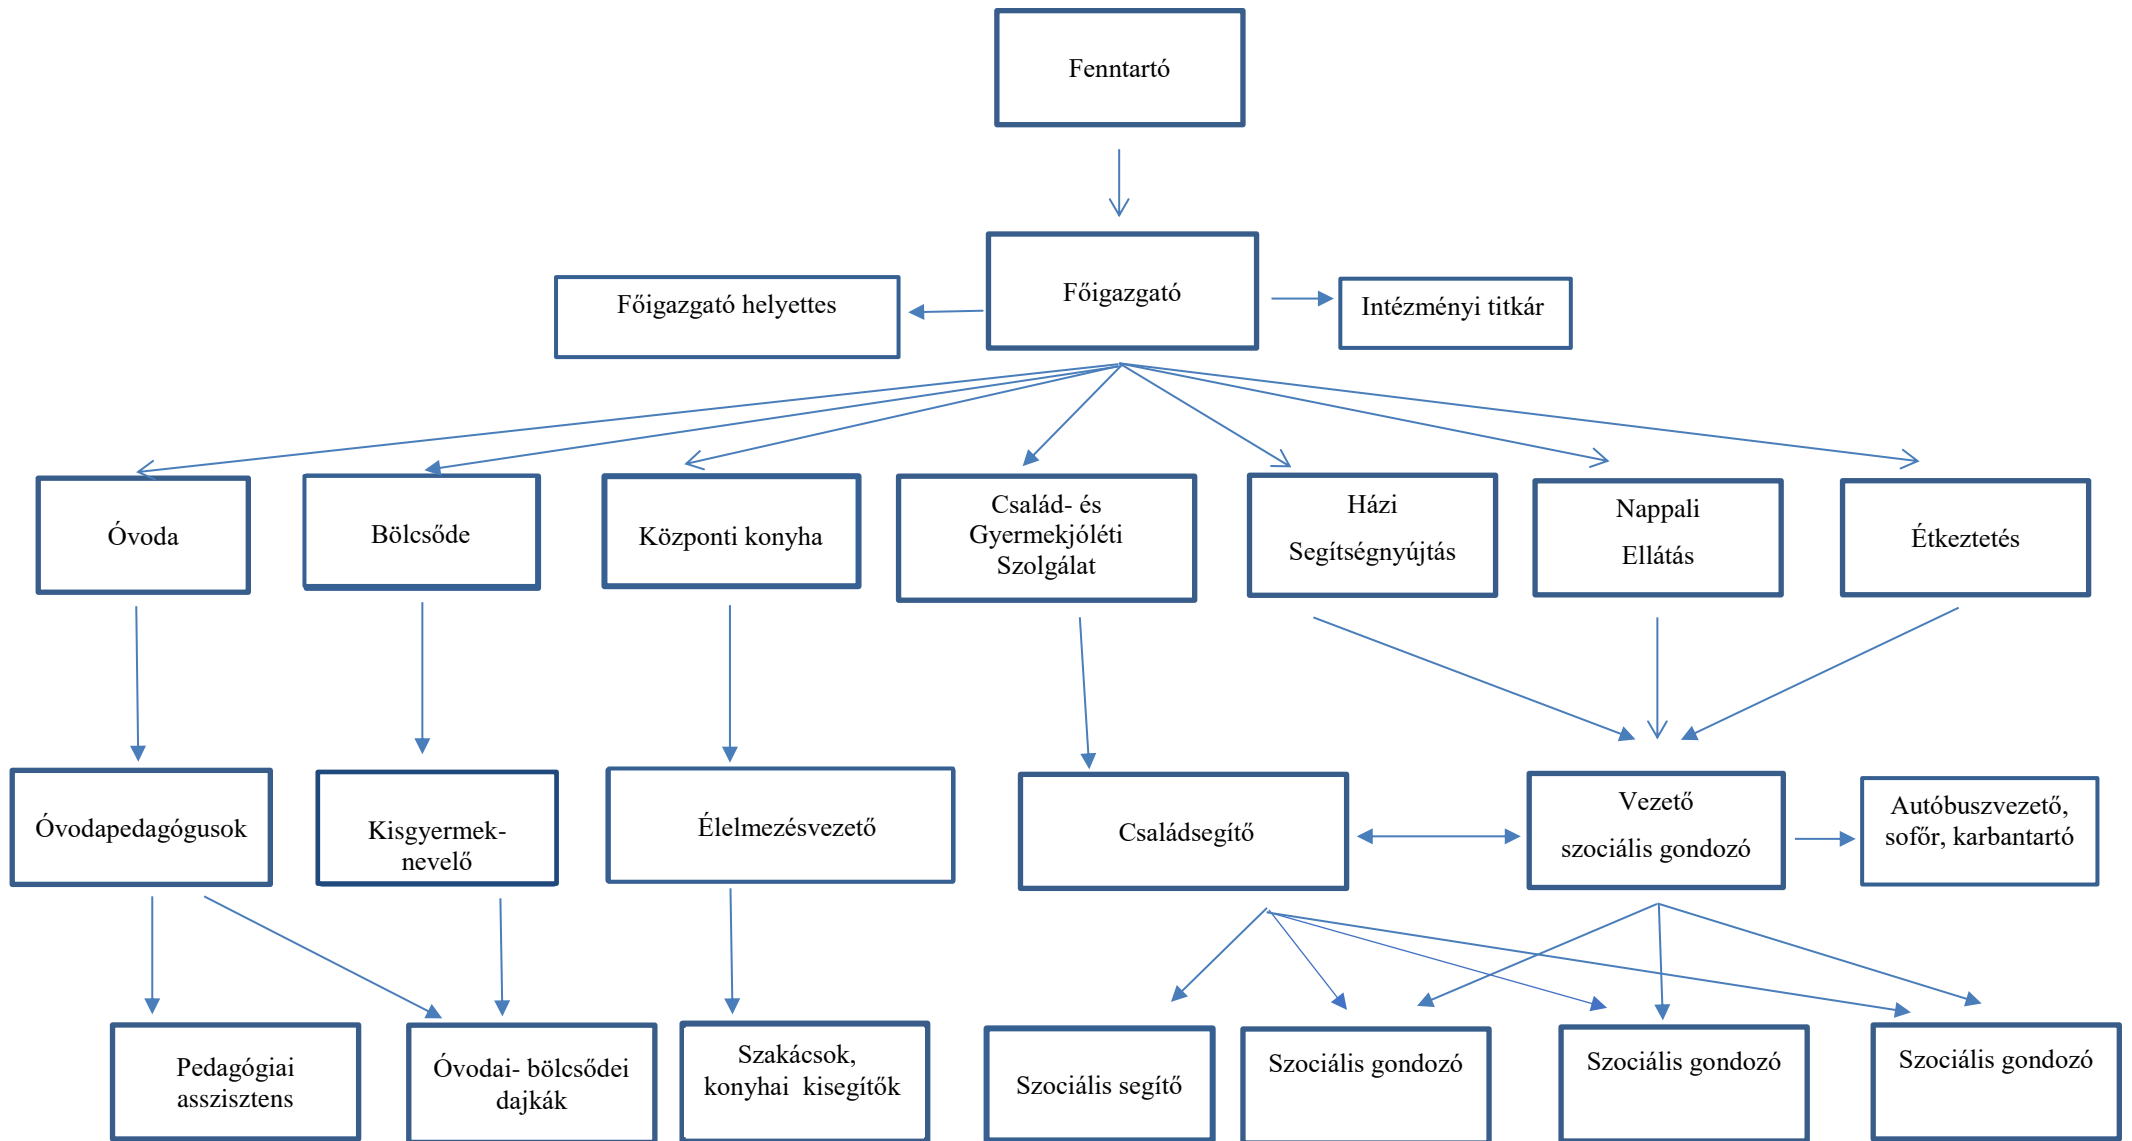 Fenntartó
Főigazgató helyettes
Főigazgató
Intézményi titkár
Óvoda
Bölcsőde
Központi konyha
Család- és
Gyermekjóléti
Szolgálat
Házi
Segítségnyújtás
Nappali
Ellátás
Étkeztetés
Óvodapedagógusok
Kisgyermek-
nevelő
Élelmezésvezető
Családsegítő
Vezető
szociális gondozó
Autóbuszvezető,
sofőr, karbantartó
Pedagógiai
asszisztens
Óvodai- bölcsődei
dajkák
Szakácsok,
konyhai  kisegítők
Szociális segítő
Szociális gondozó
Szociális gondozó
Szociális gondozó